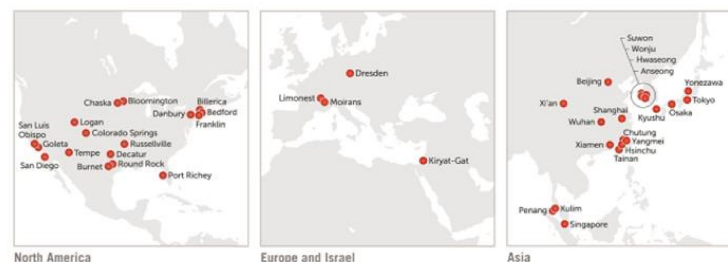 Chaska
Bloomington
Billerica
Danbury
Bedford
Franklin
San Luis
Obispo
Logan
Goleta
Colorado Springs
Russellville
Tempe
Decatur
San Diego
Burnet
Round Rock
Port Richey
North America
Dresden
Limonest
Moirans
Kiryat-Gat
Europe and Israel
Suwon
Wonju
Hwaseong
Anseong
Beijing
Yonezawa
Xi'an
Tokyo
Shanghai
Osaka
Kyushu
Wuhan
Chutung
Yangmei
Xiamen
Hsinchu
Tainan
Penang
Kulim
Singapore
Asia